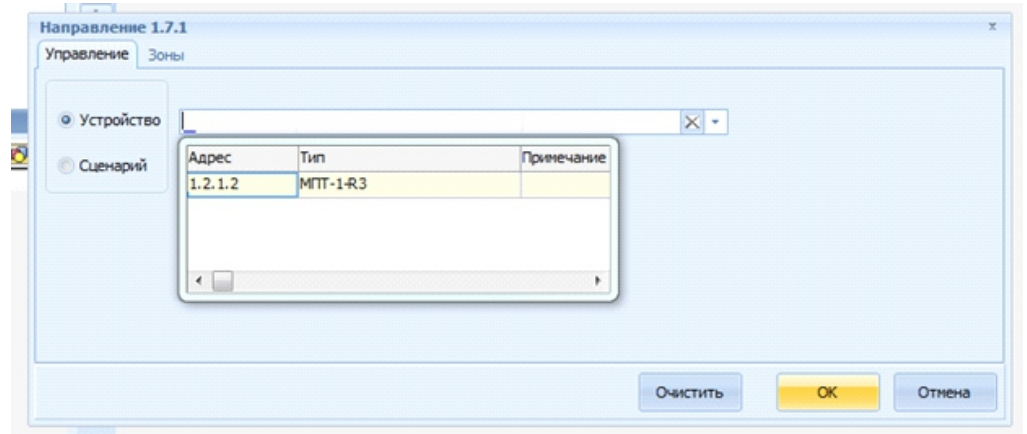 Направление 1.7.1
x
Управление Зоны
Устройство
Сценарий
Адрес Тип Примечание
1.2.1.2 МПТ-1-R3
Очистить ОК Отмена